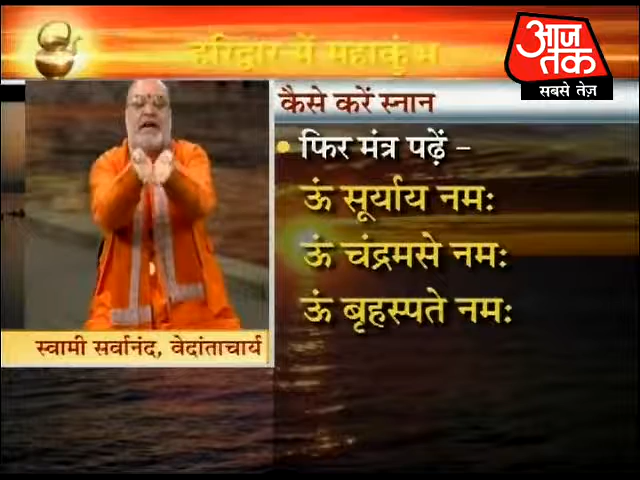 हरिद्वार में महाकुंभ
आज
तक
सबसे तेज़
कैसे करें स्नान
फिर मंत्र पढ़ें –
ऊं सूर्याय नमः
ऊं चंद्रमसे नमः
ऊं बृहस्पते नमः
स्वामी सर्वानंद, वेदांताचार्य